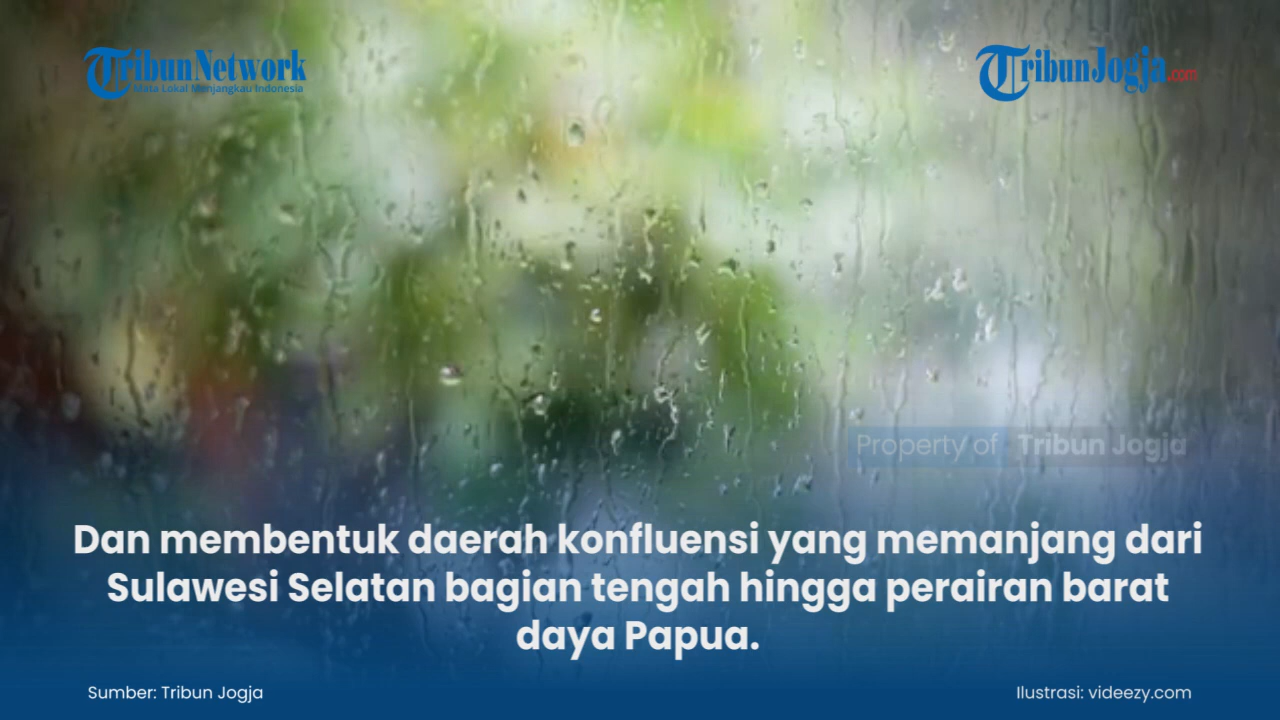 TribunNetwork
Mata Lokal Menjangkau Indonesia
TribunJogja.com
Property of Tribun Jogja
Dan membentuk daerah konfluensi yang memanjang dari
Sulawesi Selatan bagian tengah hingga perairan barat
daya Papua.
Sumber: Tribun Jogja
Ilustrasi: videezy.com